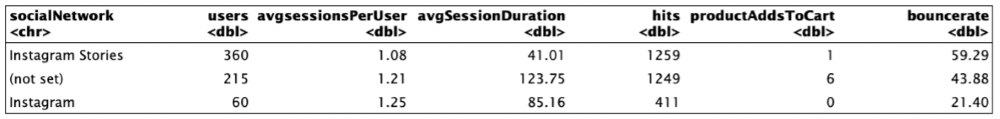 socialNetwork users avgsessionsPerUser avgSessionDuration hits productAddsToCart bouncerate
<chr> <dbl> <dbl> <dbl> <dbl> <dbl> <dbl>
Instagram Stories 360 1.08 41.01 1259 1 59.29
(not set) 215 1.21 123.75 1249 6 43.88
Instagram 60 1.25 85.16 411 0 21.40